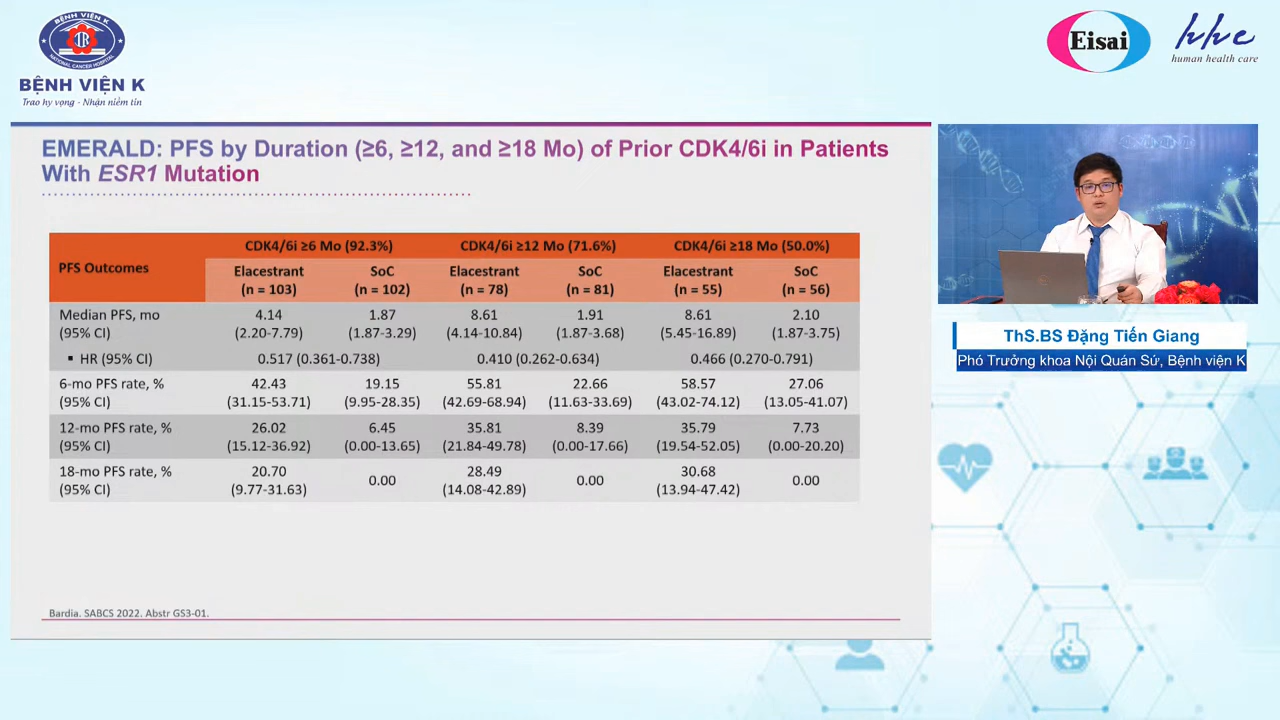 BỆNH VIỆN K
NATIONAL CANCER HOSPITAL
BỆNH VIỆN K
Trao hy vọng - Nhận niềm tin
Eisai
hhc
human health care
EMERALD: PFS by Duration (≥6, ≥12, and ≥18 Mo) of Prior CDK4/6i in Patients
With ESR1 Mutation
PFS Outcomes
CDK4/6i ≥6 Mo (92.3%) CDK4/6i ≥12 Mo (71.6%) CDK4/6i ≥18 Mo (50.0%)
Elacestrant SoC Elacestrant SoC Elacestrant SoC
(n = 103) (n = 102) (n = 78) (n = 81) (n = 55) (n = 56)
Median PFS, mo 4.14 1.87 8.61 1.91 8.61 2.10
(95% CI) (2.20-7.79) (1.87-3.29) (4.14-10.84) (1.87-3.68) (5.45-16.89) (1.87-3.75)
▪ HR (95% CI) 0.517 (0.361-0.738) 0.410 (0.262-0.634) 0.466 (0.270-0.791)
6-mo PFS rate, % 42.43 19.15 55.81 22.66 58.57 27.06
(95% CI) (31.15-53.71) (9.95-28.35) (42.69-68.94) (11.63-33.69) (43.02-74.12) (13.05-41.07)
12-mo PFS rate, % 26.02 6.45 35.81 8.39 35.79 7.73
(95% CI) (15.12-36.92) (0.00-13.65) (21.84-49.78) (0.00-17.66) (19.54-52.05) (0.00-20.20)
18-mo PFS rate, % 20.70 0.00 28.49 0.00 30.68 0.00
(95% CI) (9.77-31.63) (14.08-42.89) (13.94-47.42)
Bardia. SABCS 2022. Abstr GS3-01.
ThS.BS Đặng Tiến Giang
Phó Trưởng khoa Nội Quán Sứ, Bệnh viện K